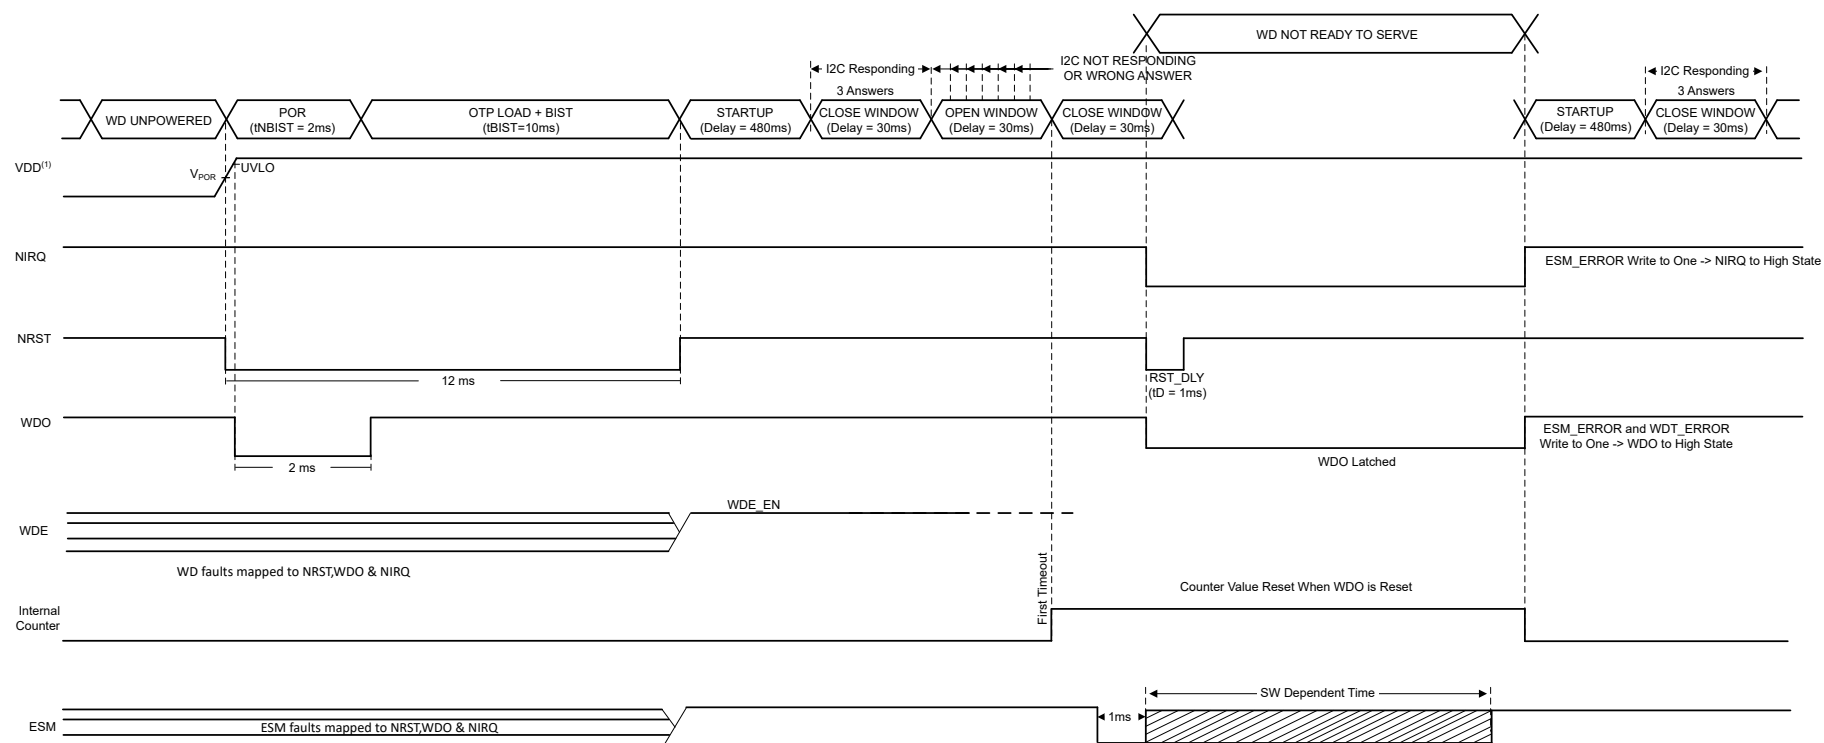 WD NOT READY TO SERVE
I2C Responding
I2C NOT RESPONDING
OR WRONG ANSWER
I2C Responding
3 Answers
3 Answers
WD UNPOWERED
POR
(tNBIST = 2ms)
OTP LOAD + BIST
(tBIST=10ms)
STARTUP
(Delay = 480ms)
CLOSE WINDOW
(Delay = 30ms)
OPEN WINDOW
(Delay = 30ms)
CLOSE WINDOW
(Delay = 30ms)
STARTUP
(Delay = 480ms)
CLOSE WINDOW
(Delay = 30ms)
VDD(1)
VPOR
UVLO
NIRQ
ESM_ERROR Write to One -> NIRQ to High State
NRST
12 ms
RST_DLY
(tD = 1ms)
WDO
2 ms
WDO Latched
ESM_ERROR and WDT_ERROR
Write to One -> WDO to High State
WDE
WDE_EN
WD faults mapped to NRST,WDO & NIRQ
First Timeout
Counter Value Reset When WDO is Reset
Internal
Counter
SW Dependent Time
ESM
ESM faults mapped to NRST,WDO & NIRQ
1ms